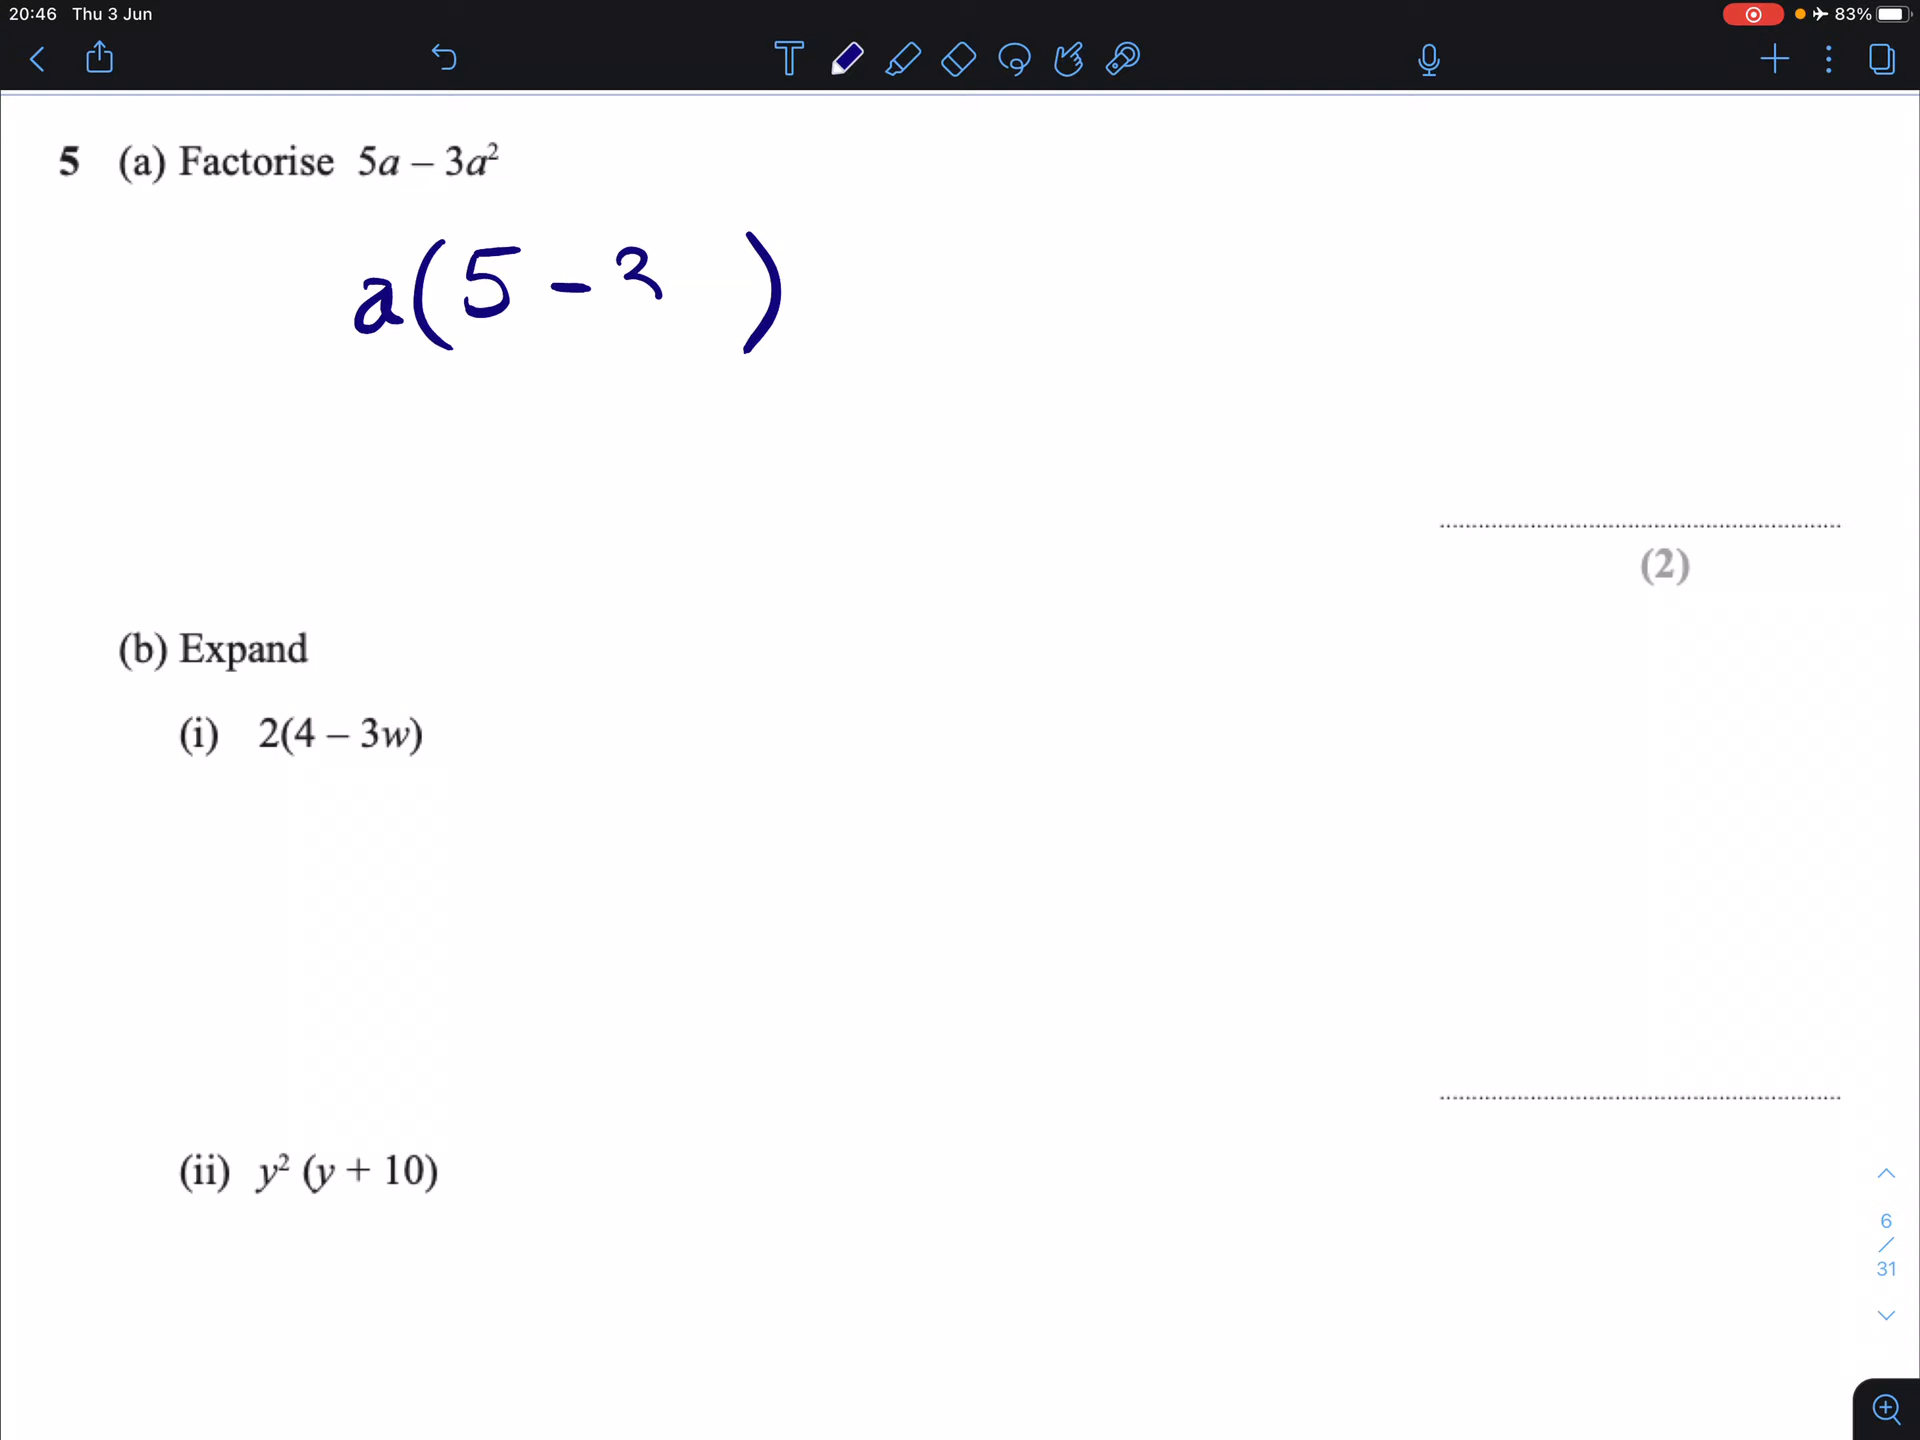 20:46 Thu 3 Jun 83%
5 (a) Factorise 5a – 3a²
a(5 – 3 )
(2)
(b) Expand
(i) 2(4 – 3w)
(ii) y² (y + 10)
6
/
31